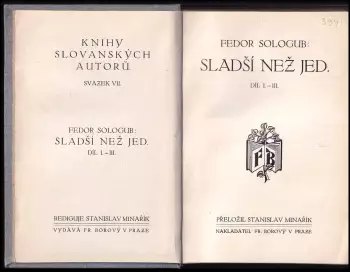 KNIHY
SLOVANSKÝCH
AUTORŮ.
SVAZEK VII.
FEDOR SOLOGUB:
SLADŠÍ NEŽ JED.
DÍL I.-III.
REDIGUJE STANISLAV MINAŘÍK
VYDÁVÁ FR. BOROVÝ V PRAZE
FEDOR SOLOGUB:
SLADŠÍ NEŽ JED.
DÍL I.-III.
FB
PŘELOŽIL STANISLAV MINAŘÍK
NAKLADATEL FR. BOROVÝ V PRAZE